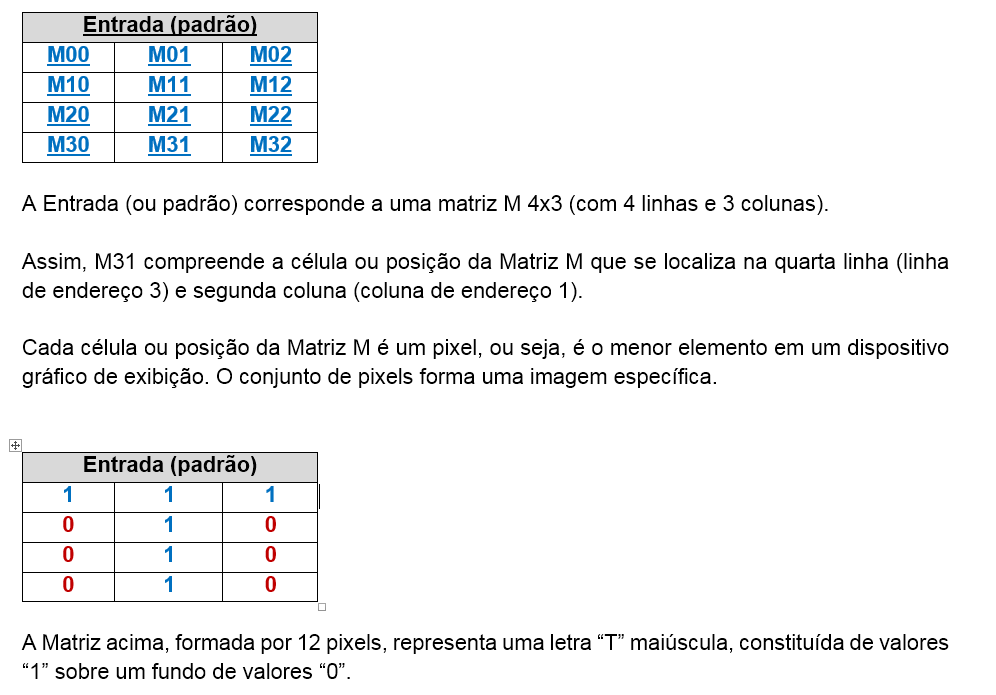 Entrada (padrão)
M00 M01 M02
M10 M11 M12
M20 M21 M22
M30 M31 M32
A Entrada (ou padrão) corresponde a uma matriz M 4x3 (com 4 linhas e 3 colunas).
Assim, M31 compreende a célula ou posição da Matriz M que se localiza na quarta linha (linha
de endereço 3) e segunda coluna (coluna de endereço 1).
Cada célula ou posição da Matriz M é um pixel, ou seja, é o menor elemento em um dispositivo
gráfico de exibição. O conjunto de pixels forma uma imagem específica.
Entrada (padrão)
1 1 1
0 1 0
0 1 0
0 1 0
A Matriz acima, formada por 12 pixels, representa uma letra “T” maiúscula, constituída de valores
“1” sobre um fundo de valores “0”.